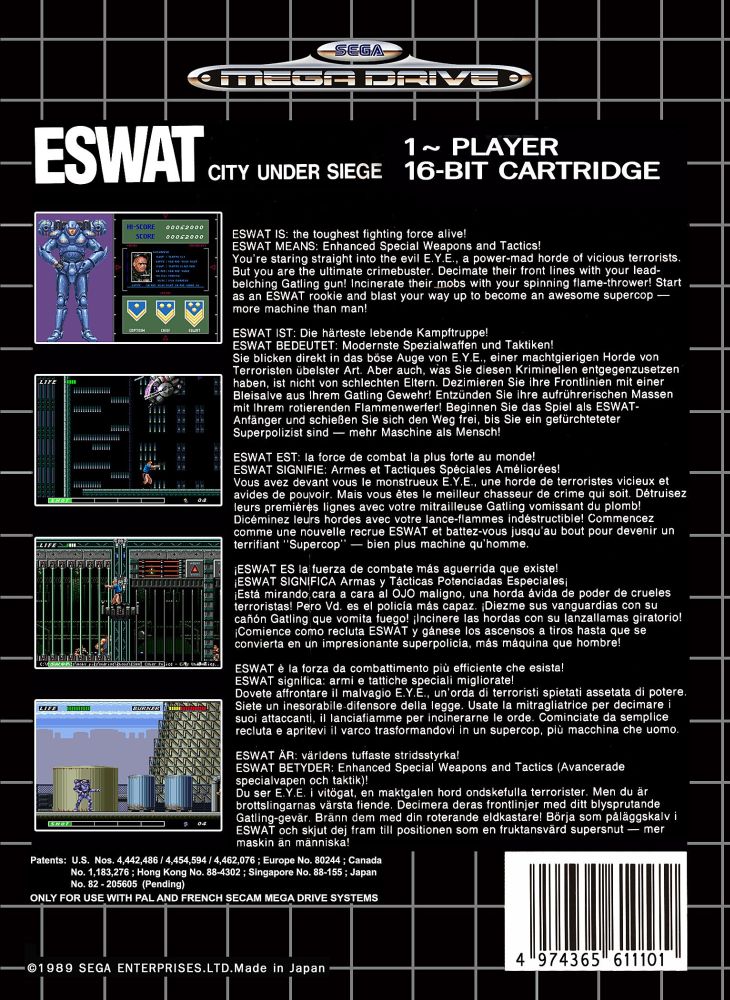 SEGA
MEGA DRIVE
ESWAT CITY UNDER SIEGE
1~ PLAYER
16-BIT CARTRIDGE
HI-SCORE 00052000
SCORE 00052000
CAPTAIN CHIEF ESWAT
ESWAT IS: the toughest fighting force alive!
ESWAT MEANS: Enhanced Special Weapons and Tactics!
You're staring straight into the evil E.Y.E., a power-mad horde of vicious terrorists.
But you are the ultimate crimebuster. Decimate their front lines with your lead-
belching Gatling gun! Incinerate their mobs with your spinning flame-thrower! Start
as an ESWAT rookie and blast your way up to become an awesome supercop —
more machine than man!
ESWAT IST: Die härteste lebende Kampftruppe!
ESWAT BEDEUTET: Modernste Spezialwaffen und Taktiken!
Sie blicken direkt in das böse Auge von E.Y.E., einer machtgierigen Horde von
Terroristen übelster Art. Aber auch, was Sie diesen Kriminellen entgegenzusetzen
haben, ist nicht von schlechten Eltern. Dezimieren Sie ihre Frontlinien mit einer
Bleisalve aus Ihrem Gatling Gewehr! Entzünden Sie ihre aufrührerischen Massen
mit Ihrem rotierenden Flammenwerfer! Beginnen Sie das Spiel als ESWAT-
Anfänger und schießen Sie sich den Weg frei, bis Sie ein gefürchteteter
Superpolizist sind — mehr Maschine als Mensch!
LIFE
SHOT 04
ESWAT EST: la force de combat la plus forte au monde!
ESWAT SIGNIFIE: Armes et Tactiques Spéciales Améliorées!
Vous avez devant vous le monstrueux E.Y.E., une horde de terroristes vicieux et
avides de pouvoir. Mais vous êtes le meilleur chasseur de crime qui soit. Détruisez
leurs premières lignes avec votre mitrailleuse Gatling vomissant du plomb!
Dicéminez leurs hordes avec votre lance-flammes indéstructible! Commencez
comme une nouvelle recrue ESWAT et battez-vous jusqu'au bout pour devenir un
terrifiant "Supercop" — bien plus machine qu'homme.
LIFE
¡ESWAT ES la fuerza de combate más aguerrida que existe!
¡ESWAT SIGNIFICA Armas y Tácticas Potenciadas Especiales¡
¡Está mirando cara a cara al OJO maligno, una horda ávida de poder de crueles
terroristas! Pero Vd. es el policía más capaz. ¡Diezme sus vanguardias con su
cañón Gatling que vomita fuego! ¡Incinere las hordas con su lanzallamas giratorio!
¡Comience como recluta ESWAT y gánese los ascensos a tiros hasta que se
convierta en un impresionante superpolicía, más máquina que hombre!
ESWAT è la forza da combattimento più efficiente che esista!
ESWAT significa: armi e tattiche speciali migliorate!
Dovete affrontare il malvagio E.Y.E., un'orda di terroristi spietati assetata di potere.
Siete un inesorabile difensore della legge. Usate la mitragliatrice per decimare i
suoi attaccanti, il lanciafiamme per incinerarne le orde. Cominciate da semplice
recluta e apritevi il varco trasformandovi in un supercop, più macchina che uomo.
LIFE BURNER
SHOT 04
ESWAT ÄR: världens tuffaste stridsstyrka!
ESWAT BETYDER: Enhanced Special Weapons and Tactics (Avancerade
specialvapen och taktik)!
Du ser E.Y.E. i vitögat, en maktgalen hord ondskefulla terrorister. Men du är
brottslingarnas värsta fiende. Decimera deras frontlinjer med ditt blysprutande
Gatling-gevär. Bränn dem med din roterande eldkastare! Börja som påläggskalv i
ESWAT och skjut dej fram till positionen som en fruktansvärd supersnut — mer
maskin än människa!
Patents: U.S. Nos. 4,442,486 / 4,454,594 / 4,462,076 ; Europe No. 80244 ; Canada
No. 1,183,276 ; Hong Kong No. 88-4302 ; Singapore No. 88-155 ; Japan
No. 82 - 205605 (Pending)
ONLY FOR USE WITH PAL AND FRENCH SECAM MEGA DRIVE SYSTEMS
©1989 SEGA ENTERPRISES.LTD.Made in Japan
4 974365 611101